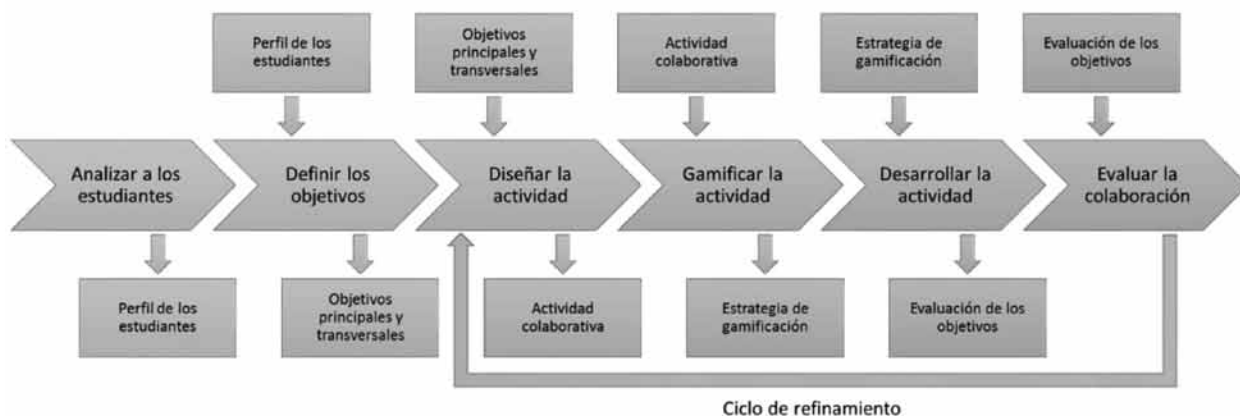 Perfil de los
estudiantes
Objetivos
principales y
transversales
Actividad
colaborativa
Estrategia de
gamificación
Evaluación de los
objetivos
Analizar a los
estudiantes
Definir los
objetivos
Diseñar la
actividad
Gamificar la
actividad
Desarrollar la
actividad
Evaluar la
colaboración
Perfil de los
estudiantes
Objetivos
principales y
transversales
Actividad
colaborativa
Estrategia de
gamificación
Evaluación de los
objetivos
Ciclo de refinamiento